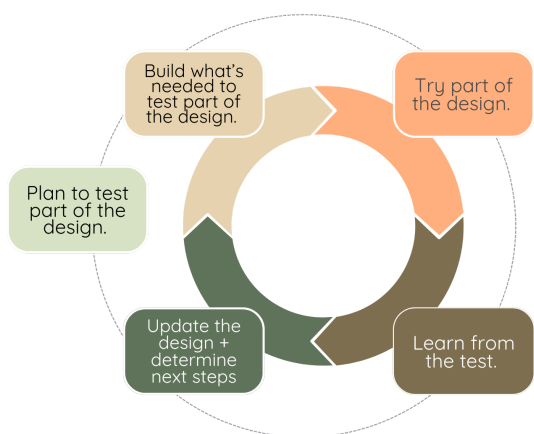 Build what's
needed to
test part of
the design.
Try part of
the design.
Plan to test
part of the
design.
Update the
design +
determine
next steps
Learn from
the test.